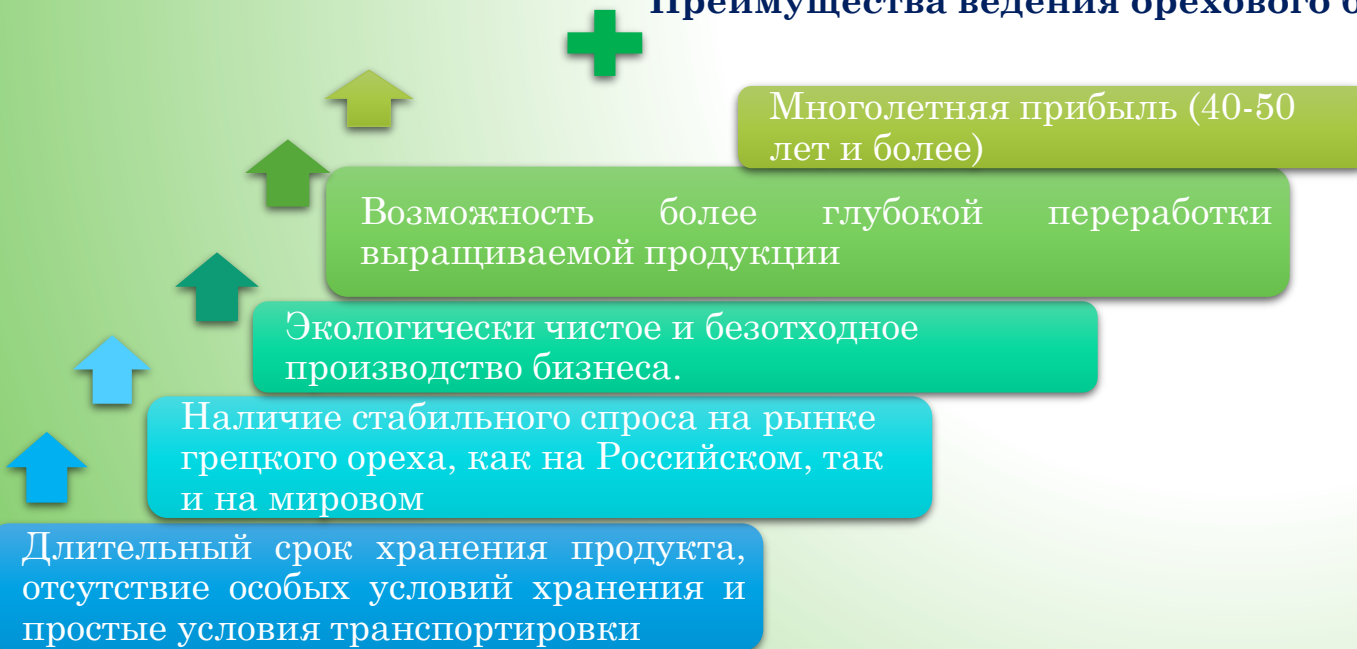 Преимущества ведения орехового
Многолетняя прибыль (40-50
лет и более)
Возможность более глубокой переработки
выращиваемой продукции
Экологически чистое и безотходное
производство бизнеса.
Наличие стабильного спроса на рынке
грецкого ореха, как на Российском, так
и на мировом
Длительный срок хранения продукта,
отсутствие особых условий хранения и
простые условия транспортировки